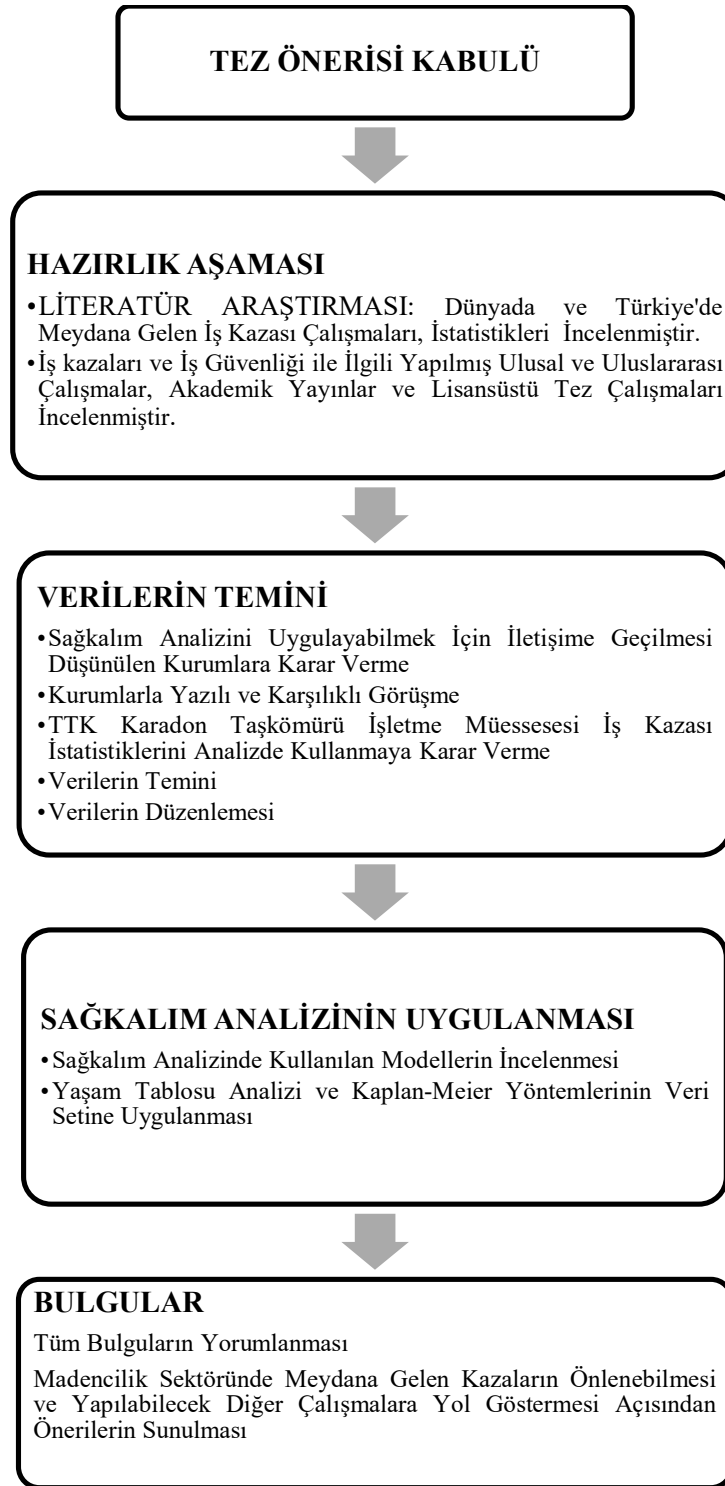 TEZ ÖNERİSİ KABULÜ
HAZIRLIK AŞAMASI
•LİTERATÜR ARAŞTIRMASI: Dünyada ve Türkiye'de
Meydana Gelen İş Kazası Çalışmaları, İstatistikleri İncelenmiştir.
•İş kazaları ve İş Güvenliği ile İlgili Yapılmış Ulusal ve Uluslararası
Çalışmalar, Akademik Yayınlar ve Lisansüstü Tez Çalışmaları
İncelenmiştir.
VERİLERİN TEMİNİ
•Sağkalım Analizini Uygulayabilmek İçin İletişime Geçilmesi
Düşünülen Kurumlara Karar Verme
•Kurumlarla Yazılı ve Karşılıklı Görüşme
•TTK Karadon Taşkömürü İşletme Müessesesi İş Kazası
İstatistiklerini Analizde Kullanmaya Karar Verme
•Verilerin Temini
•Verilerin Düzenlemesi
SAĞKALIM ANALİZİNİN UYGULANMASI
•Sağkalım Analizinde Kullanılan Modellerin İncelenmesi
•Yaşam Tablosu Analizi ve Kaplan-Meier Yöntemlerinin Veri
Setine Uygulanması
BULGULAR
Tüm Bulguların Yorumlanması
Madencilik Sektöründe Meydana Gelen Kazaların Önlenebilmesi
ve Yapılabilecek Diğer Çalışmalara Yol Göstermesi Açısından
Önerilerin Sunulması